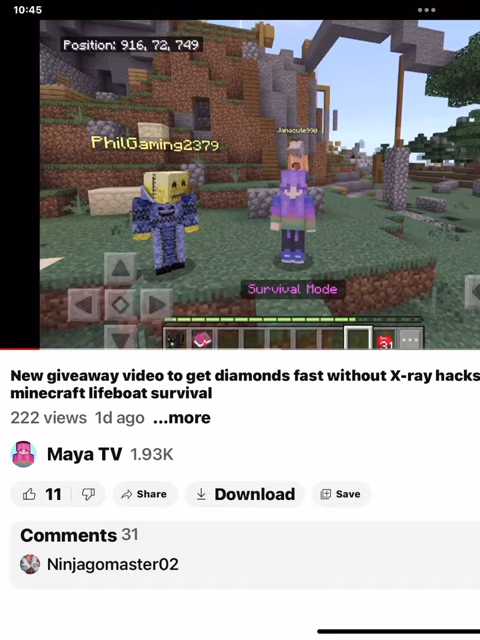 10:45
Position: 916, 72, 749
Janacute998
PhilGaming2379
Survival Mode
31
New giveaway video to get diamonds fast without X-ray hacks
minecraft lifeboat survival
222 views 1d ago ...more
Maya TV 1.93K
11 Share Download Save
Comments 31
Ninjagomaster02